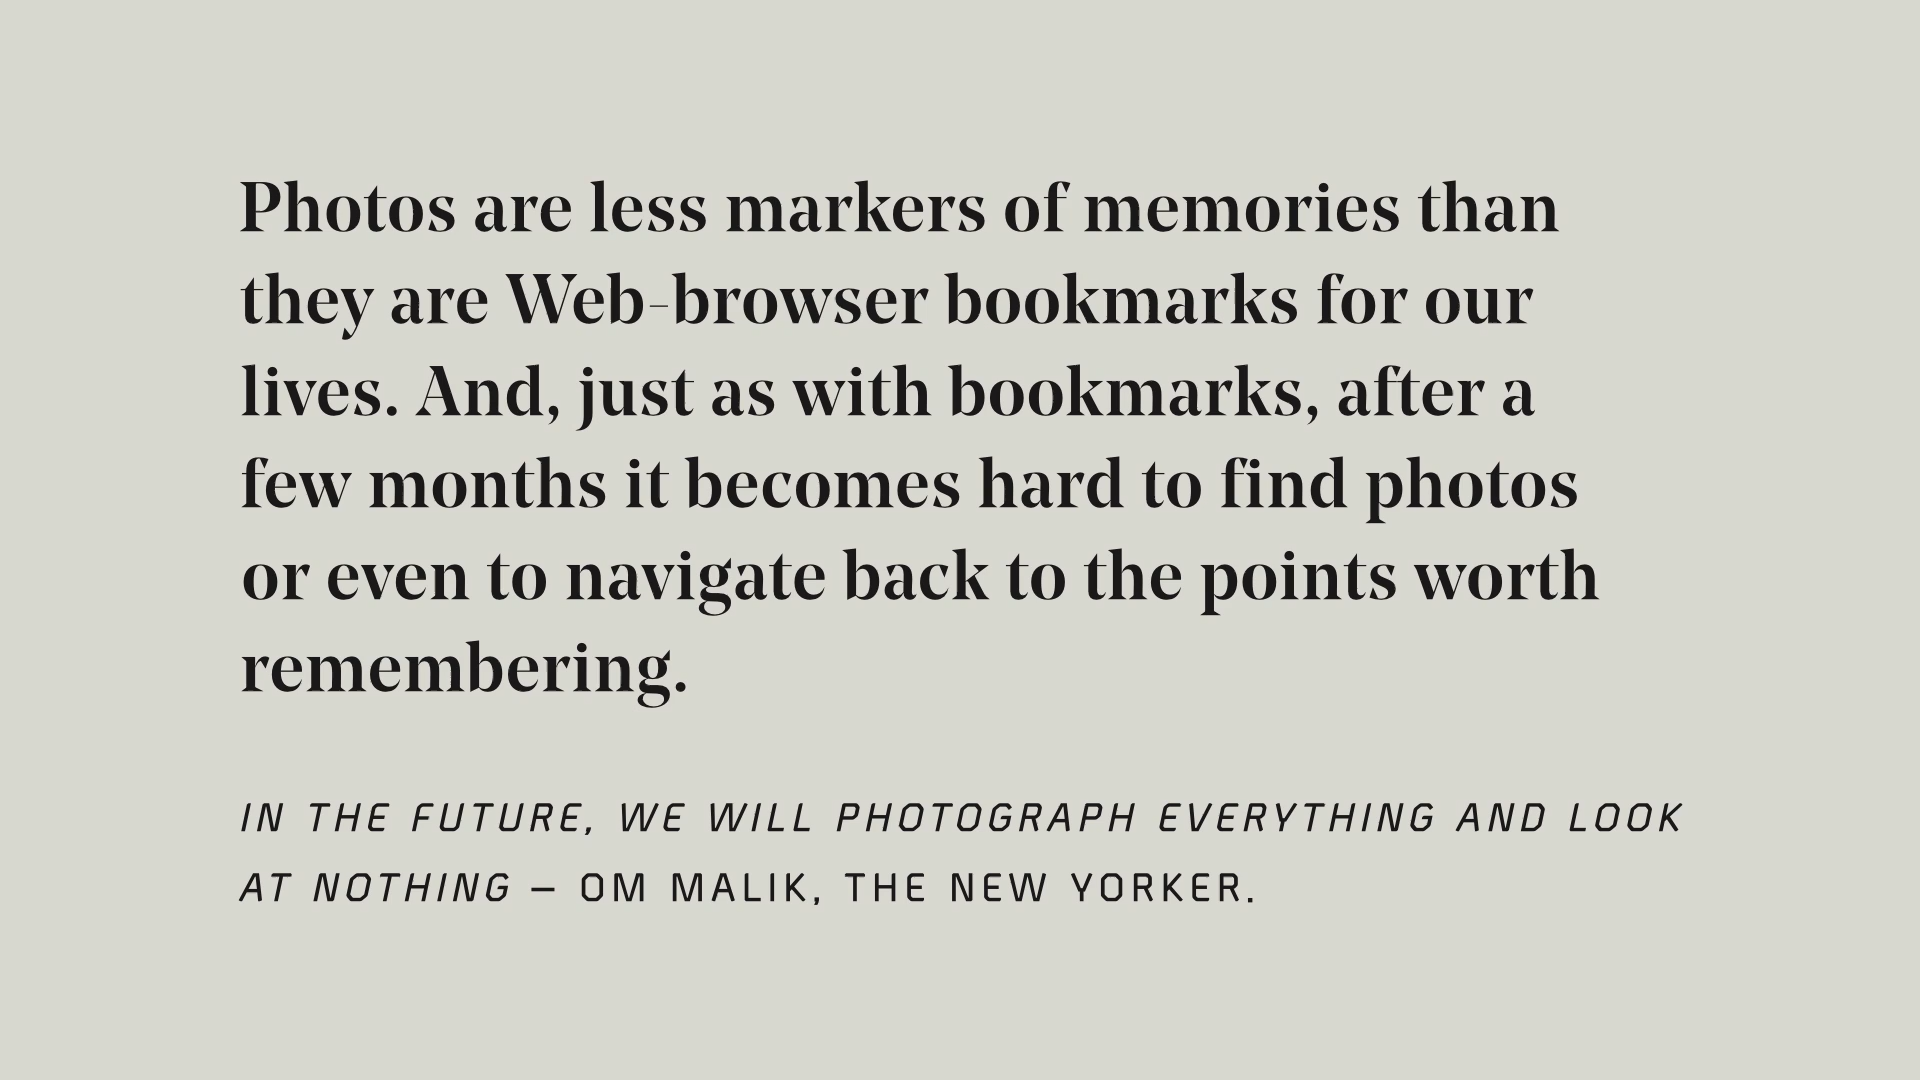 Photos are less markers of memories than
they are Web-browser bookmarks for our
lives. And, just as with bookmarks, after a
few months it becomes hard to find photos
or even to navigate back to the points worth
remembering.
IN THE FUTURE, WE WILL PHOTOGRAPH EVERYTHING AND LOOK
AT NOTHING – OM MALIK, THE NEW YORKER.